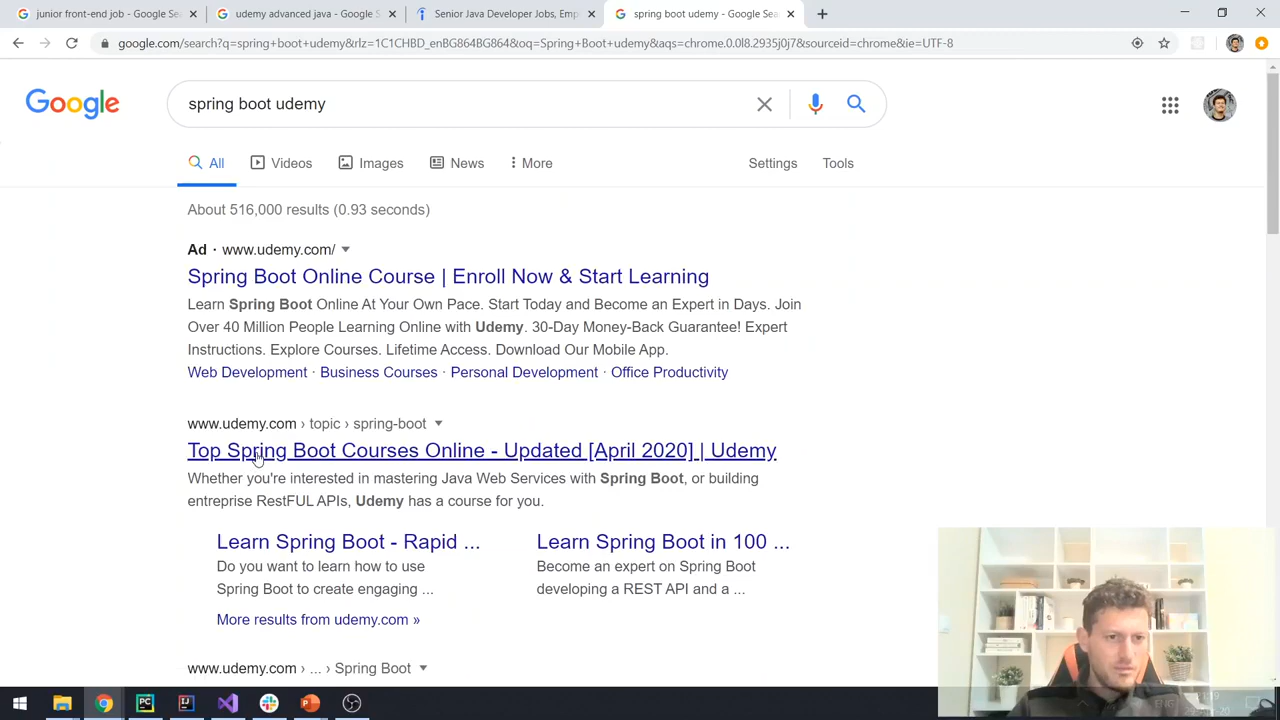 junior front-end job - Google Se
udemy advanced java - Google S
Senior Java Developer Jobs, Emp
spring boot udemy - Google Sea
google.com/search?q=spring+boot+udemy&rlz=1C1CHBD_enBG864BG864&oq=Spring+Boot+udemy&aqs=chrome.0.0l8.2935j0j7&sourceid=chrome&ie=UTF-8
Google
spring boot udemy
All
Videos
Images
News
More
Settings
Tools
About 516,000 results (0.93 seconds)
Ad · www.udemy.com/
Spring Boot Online Course | Enroll Now & Start Learning
Learn Spring Boot Online At Your Own Pace. Start Today and Become an Expert in Days. Join
Over 40 Million People Learning Online with Udemy. 30-Day Money-Back Guarantee! Expert
Instructions. Explore Courses. Lifetime Access. Download Our Mobile App.
Web Development · Business Courses · Personal Development · Office Productivity
www.udemy.com › topic › spring-boot
Top Spring Boot Courses Online - Updated [April 2020] | Udemy
Whether you're interested in mastering Java Web Services with Spring Boot, or building
entreprise RestFUL APIs, Udemy has a course for you.
Learn Spring Boot - Rapid ...
Do you want to learn how to use
Spring Boot to create engaging ...
Learn Spring Boot in 100 ...
Become an expert on Spring Boot
developing a REST API and a ...
More results from udemy.com »
www.udemy.com › ... › Spring Boot
PC
IJ
ENG